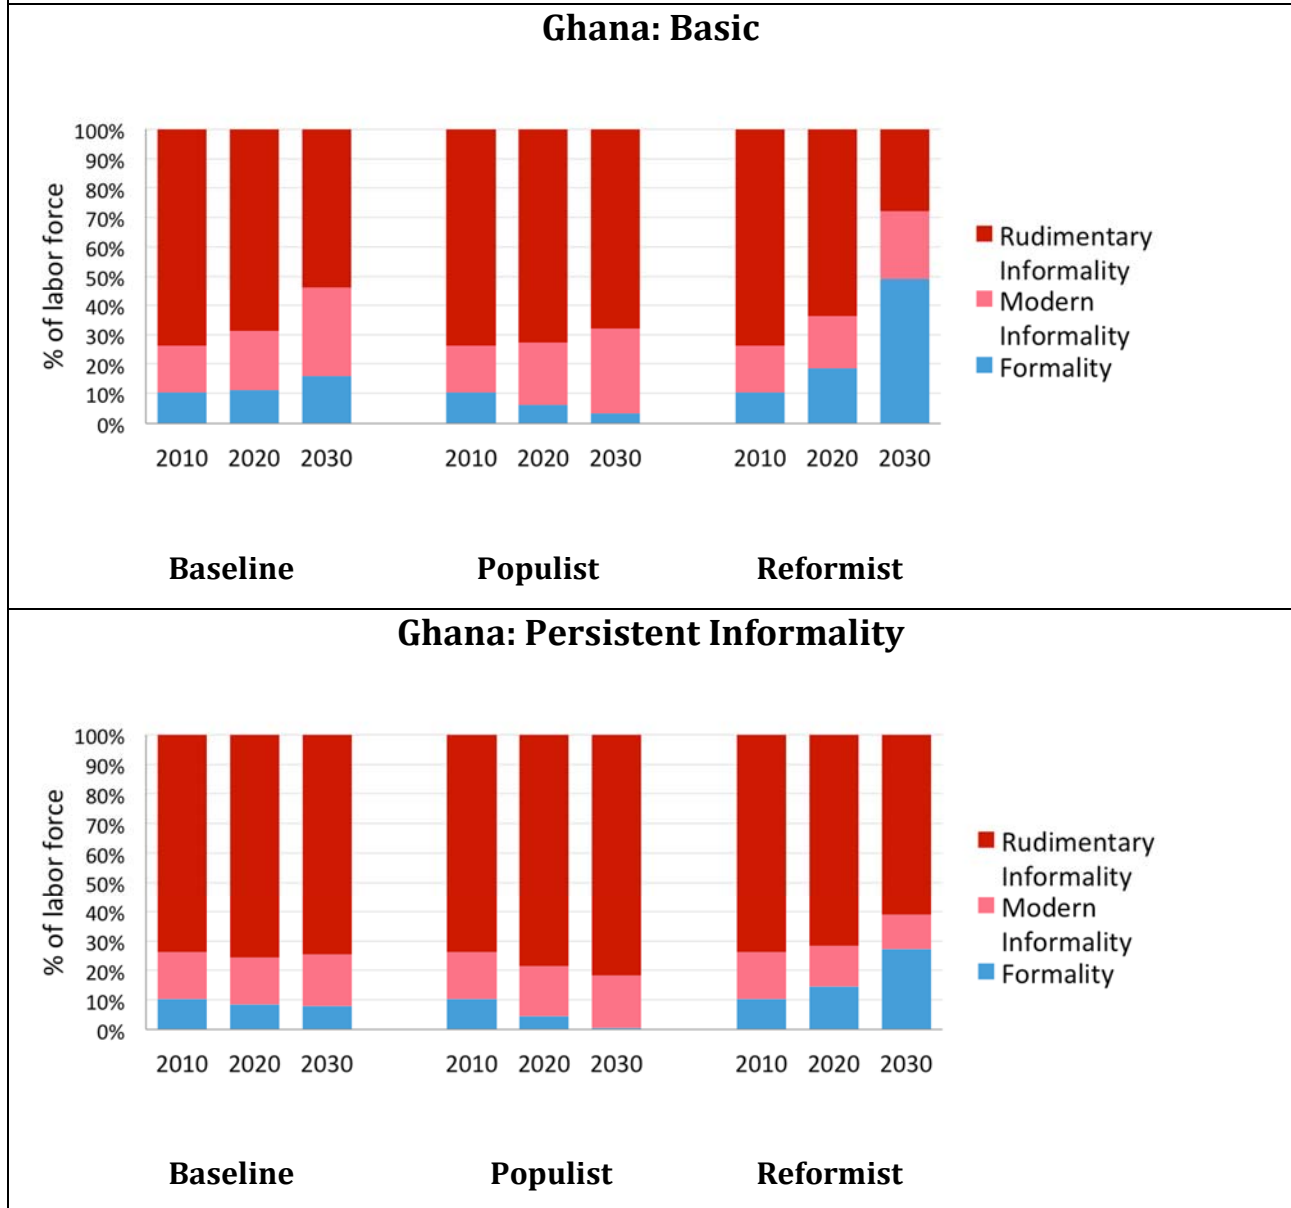 Ghana: Basic
100%
90%
80%
70%
60%
50%
40%
30%
20%
10%
0%
% of labor force
2010 2020 2030 2010 2020 2030 2010 2020 2030
Rudimentary
Informality
Modern
Informality
Formality
Baseline Populist Reformist
Ghana: Persistent Informality
100%
90%
80%
70%
60%
50%
40%
30%
20%
10%
0%
% of labor force
2010 2020 2030 2010 2020 2030 2010 2020 2030
Rudimentary
Informality
Modern
Informality
Formality
Baseline Populist Reformist